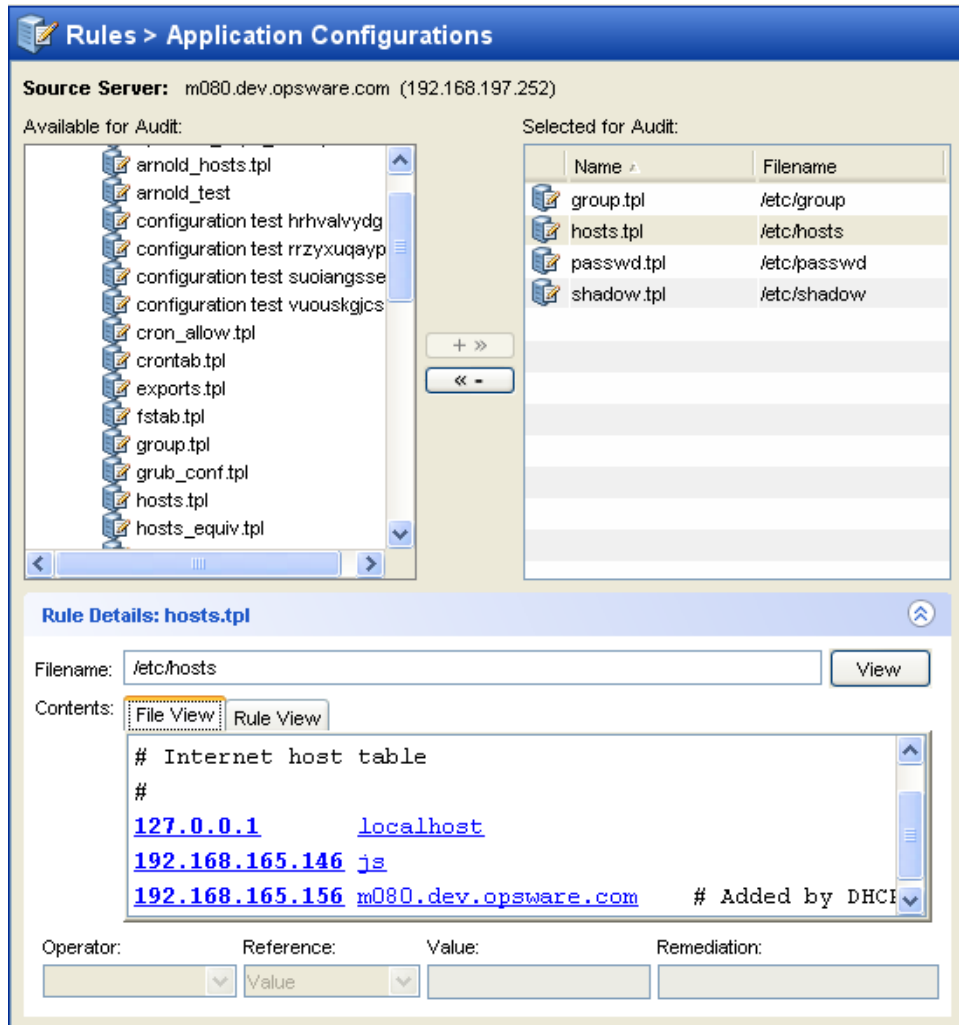 Rules > Application Configurations
Source Server: m080.dev.opsware.com (192.168.197.252)
Available for Audit:
arnold_hosts.tpl
arnold_test
configuration test hrhvalvydg
configuration test rrzyxuqayp
configuration test suoiangsse
configuration test vuouskgjcs
cron_allow.tpl
crontab.tpl
exports.tpl
fstab.tpl
group.tpl
grub_conf.tpl
hosts.tpl
hosts_equiv.tpl
+ »
« -
Selected for Audit:
Name Filename
group.tpl /etc/group
hosts.tpl /etc/hosts
passwd.tpl /etc/passwd
shadow.tpl /etc/shadow
Rule Details: hosts.tpl
Filename: /etc/hosts View
Contents: File View Rule View
# Internet host table
#
127.0.0.1 localhost
192.168.165.146 js
192.168.165.156 m080.dev.opsware.com # Added by DHCP
Operator: Reference: Value: Remediation:
Value